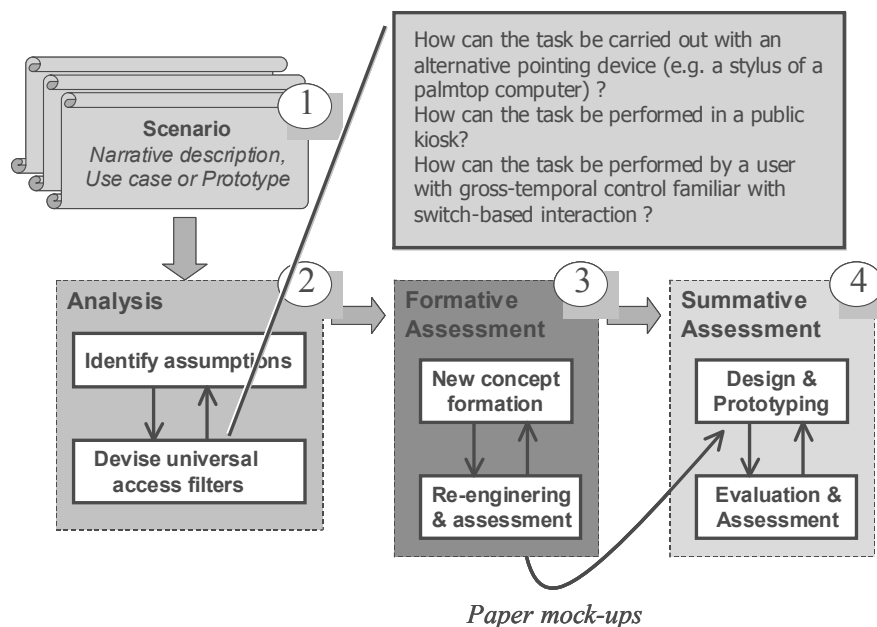 1
Scenario
Narrative description,
Use case or Prototype
How can the task be carried out with an
alternative pointing device (e.g. a stylus of a
palmtop computer) ?
How can the task be performed in a public
kiosk?
How can the task be performed by a user
with gross-temporal control familiar with
switch-based interaction ?
2
Analysis
Identify assumptions
Devise universal
access filters
3
Formative
Assessment
New concept
formation
Re-enginering
& assessment
4
Summative
Assessment
Design &
Prototyping
Evaluation &
Assessment
Paper mock-ups